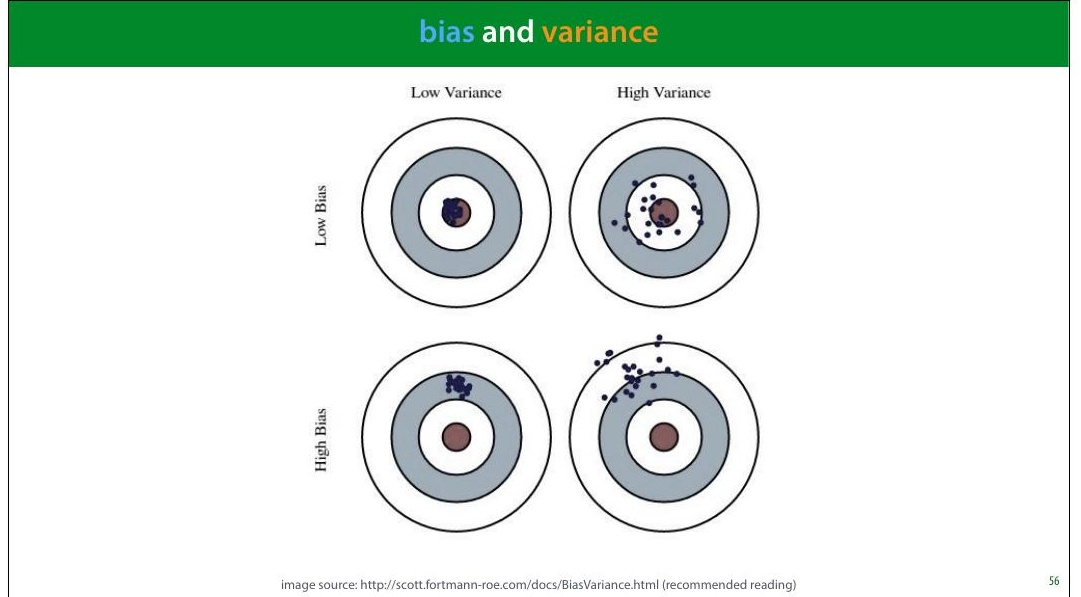 bias and variance
Low Variance
High Variance
Low Bias
High Bias
image source: http://scott.fortmann-roe.com/docs/BiasVariance.html (recommended reading)
56